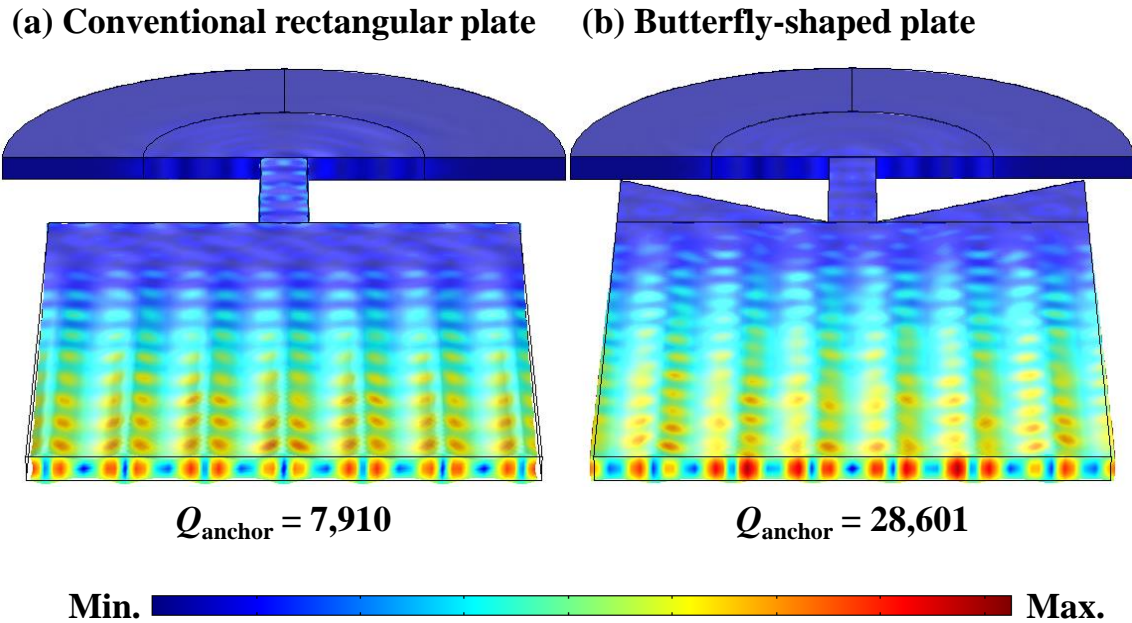 (a) Conventional rectangular plate (b) Butterfly-shaped plate
Qanchor = 7,910 Qanchor = 28,601
Min. Max.